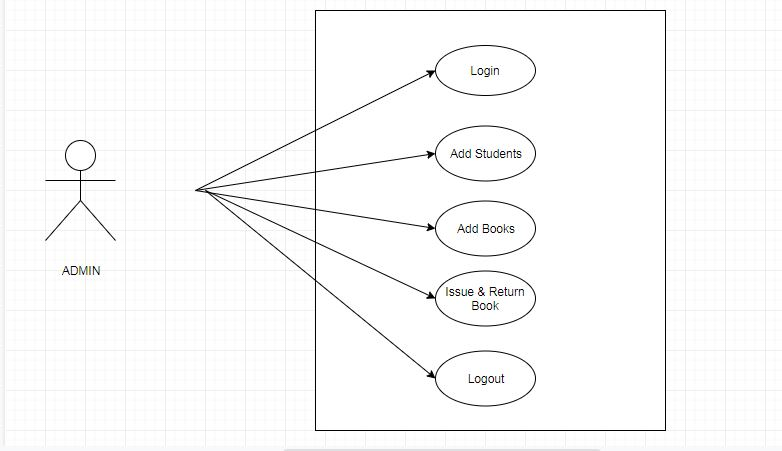 Login
Add Students
ADMIN
Add Books
Issue & Return
Book
Logout